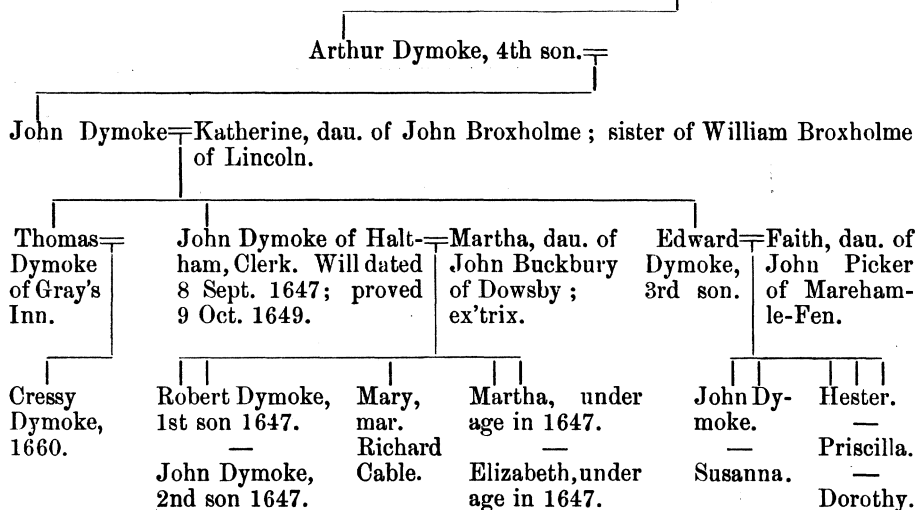 Arthur Dymoke, 4th son.
John Dymoke=Katherine, dau. of John Broxholme ; sister of William Broxholme
of Lincoln.
Thomas=
Dymoke
of Gray's
Inn.
John Dymoke of Halt-
ham, Clerk. Will dated
8 Sept. 1647; proved
9 Oct. 1649.
=Martha, dau. of
John Buckbury
of Dowsby ;
ex'trix.
Edward
Dymoke,
3rd son.
=Faith, dau. of
John Picker
of Mareham-
le-Fen.
Cressy
Dymoke,
1660.
Robert Dymoke,
1st son 1647.
—
John Dymoke,
2nd son 1647.
Mary,
mar.
Richard
Cable.
Martha, under
age in 1647.
—
Elizabeth, under
age in 1647.
John Dy-
moke.
—
Susanna.
Hester.
—
Priscilla.
—
Dorothy.